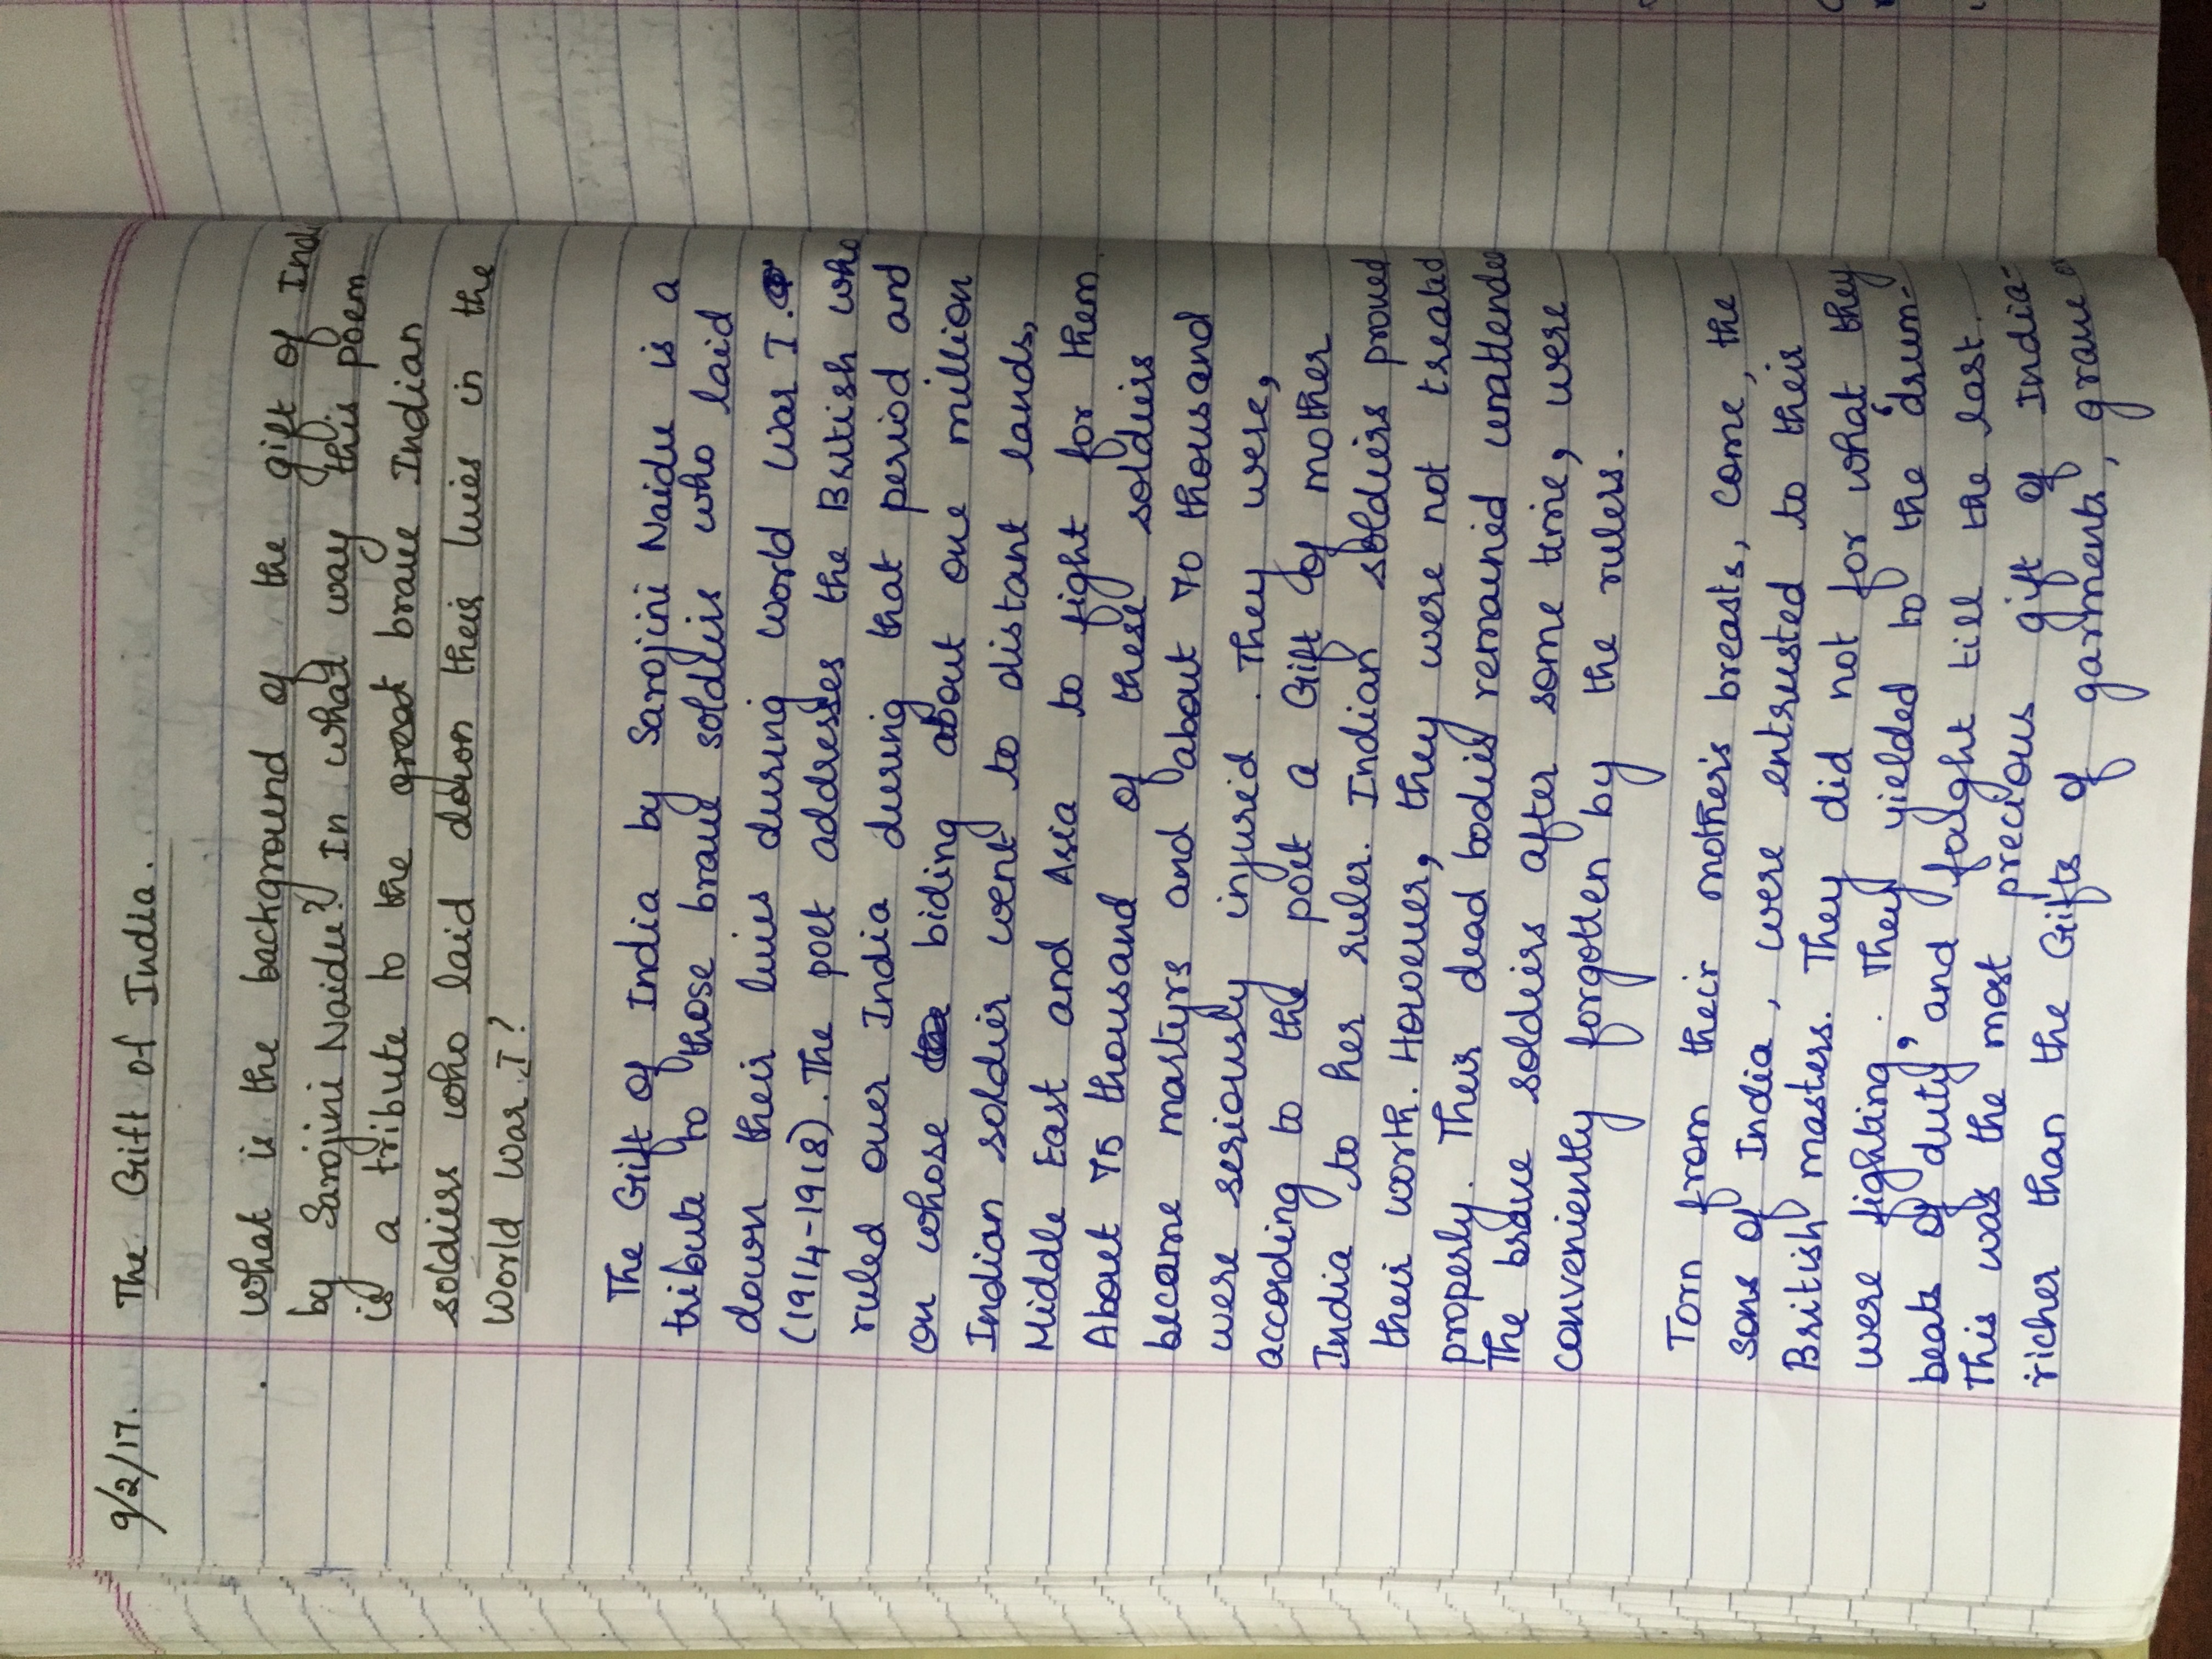 9/2/17. The Gift of India.
. What is the background of the gift of Ind
by Sarojini Naidu? In what way this poem
is a tribute to the great brave Indian
soldiers who laid down their lives in the
World War I?
The Gift of India by Sarojini Naidu is a
tribute to those brave soldiers who laid
down their lives during World War I.
(1914-1918). The poet addresses the British who
ruled over India during that period and
on whose biding about one million
Indian soldier went to distant lands,
Middle East and Asia to fight for them.
About 75 thousand of these soldiers
became martyrs and about 70 thousand
were seriously injured. They were,
according to the poet a Gift of mother
India to her ruler. Indian soldiers proved
their worth. However, they were not treated
properly. Their dead bodies remained unattended
The brave soldiers after some time, were
conveniently forgotten by the rulers.
Torn from their mother's breasts, come, the
sons of India, were entrusted to their
British masters. They did not for what they
were fighting. They yielded to the 'drum-
beats of duty' and faught till the last.
This was the most precious gift of India-
richer than the Gifts of garments, grave or